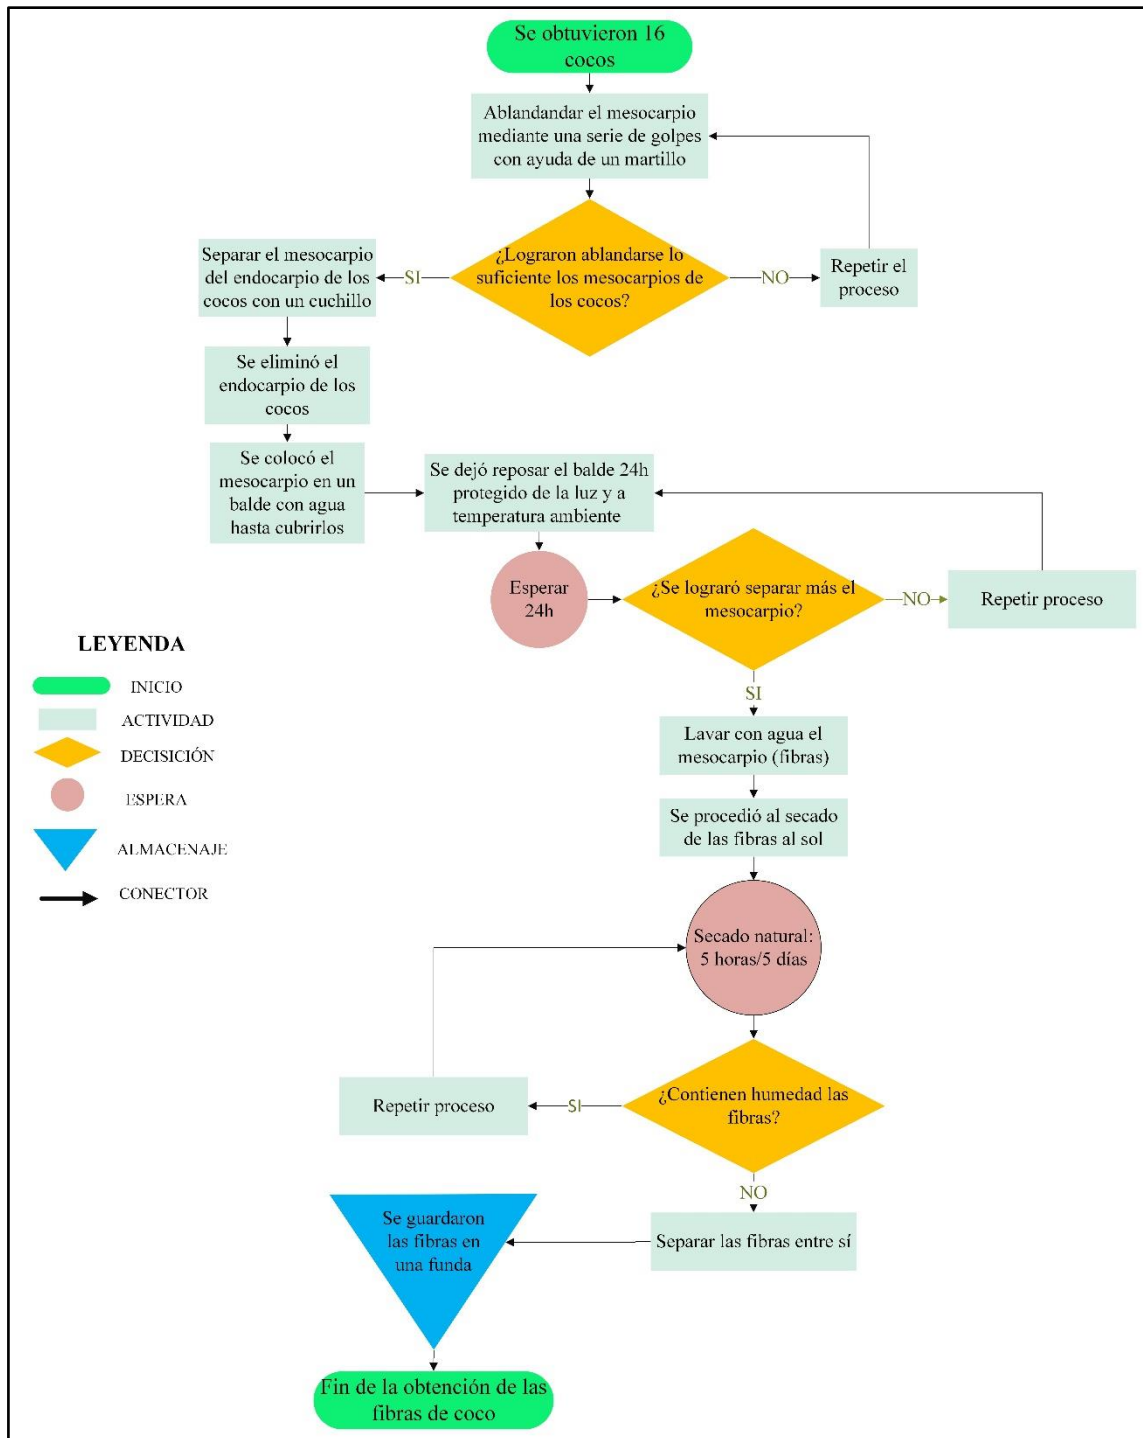 Se obtuvieron 16
cocos
Ablandandar el mesocarpio
mediante una serie de golpes
con ayuda de un martillo
¿Lograron ablandarse lo
suficiente los mesocarpios de
los cocos?
SI
NO
Repetir el
proceso
Separar el mesocarpio
del endocarpio de los
cocos con un cuchillo
Se eliminó el
endocarpio de los
cocos
Se colocó el
mesocarpio en un
balde con agua
hasta cubrirlos
Se dejó reposar el balde 24h
protegido de la luz y a
temperatura ambiente
Esperar
24h
¿Se lograró separar más el
mesocarpio?
NO
Repetir proceso
SI
Lavar con agua el
mesocarpio (fibras)
Se procedió al secado
de las fibras al sol
Secado natural:
5 horas/5 días
¿Contienen humedad las
fibras?
SI
Repetir proceso
NO
Separar las fibras entre sí
Se guardaron
las fibras en
una funda
Fin de la obtención de las
fibras de coco
LEYENDA
INICIO
ACTIVIDAD
DECISICIÓN
ESPERA
ALMACENAJE
CONECTOR